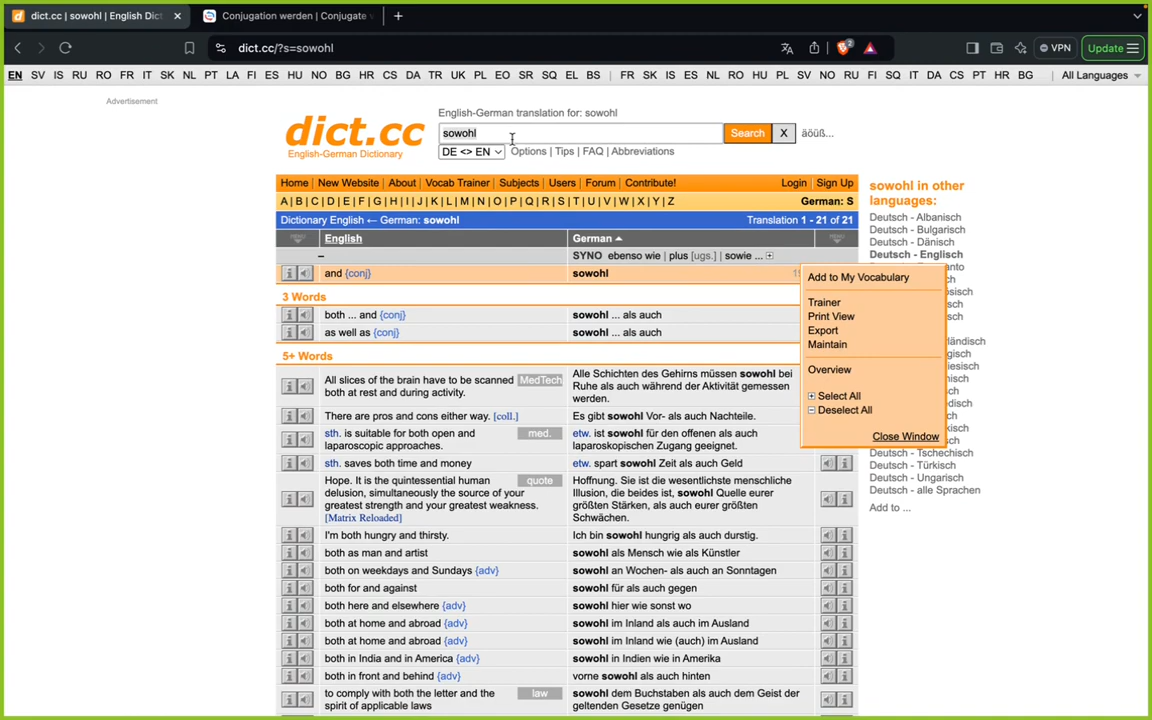 dict.cc | sowohl | English Dict
Conjugation werden | Conjugate v
dict.cc/?s=sowohl
2
VPN
Update
EN SV IS RU RO FR IT SK NL PT LA FI ES HU NO BG HR CS DA TR UK PL EO SR SQ EL BS | FR SK IS ES NL RO HU PL SV NO RU FI SQ IT DA CS PT HR BG | All Languages
Advertisement
English-German translation for: sowohl
dict.cc
English-German Dictionary
sowohl
Search X äöüß...
DE <> EN
Options | Tips | FAQ | Abbreviations
Home | New Website | About | Vocab Trainer | Subjects | Users | Forum | Contribute!
Login | Sign Up
A | B | C | D | E | F | G | H | I | J | K | L | M | N | O | P | Q | R | S | T | U | V | W | X | Y | Z
German: S
Dictionary English ← German: sowohl
Translation 1 - 21 of 21
MENU English German MENU
– SYNO ebenso wie | plus [ugs.] | sowie ...
and {conj} sowohl
3 Words
both ... and {conj} sowohl ... als auch
as well as {conj} sowohl ... als auch
5+ Words
All slices of the brain have to be scanned
both at rest and during activity.
MedTech
Alle Schichten des Gehirns müssen sowohl bei
Ruhe als auch während der Aktivität gemessen
werden.
There are pros and cons either way. [coll.] Es gibt sowohl Vor- als auch Nachteile.
sth. is suitable for both open and
laparoscopic approaches.
med.
etw. ist sowohl für den offenen als auch
laparoskopischen Zugang geeignet.
sth. saves both time and money etw. spart sowohl Zeit als auch Geld
Hope. It is the quintessential human
delusion, simultaneously the source of your
greatest strength and your greatest weakness.
[Matrix Reloaded]
quote
Hoffnung. Sie ist die wesentlichste menschliche
Illusion, die beides ist, sowohl Quelle eurer
größten Stärken, als auch eurer größten
Schwächen.
I'm both hungry and thirsty. Ich bin sowohl hungrig als auch durstig.
both as man and artist sowohl als Mensch wie als Künstler
both on weekdays and Sundays {adv} sowohl an Wochen- als auch an Sonntagen
both for and against sowohl für als auch gegen
both here and elsewhere {adv} sowohl hier wie sonst wo
both at home and abroad {adv} sowohl im Inland als auch im Ausland
both at home and abroad {adv} sowohl im Inland wie (auch) im Ausland
both in India and in America {adv} sowohl in Indien wie in Amerika
both in front and behind {adv} vorne sowohl als auch hinten
to comply with both the letter and the
spirit of applicable laws
law
sowohl dem Buchstaben als auch dem Geist der
geltenden Gesetze genügen
Add to My Vocabulary
Trainer
Print View
Export
Maintain
Overview
Select All
Deselect All
Close Window
sowohl in other
languages:
Deutsch - Albanisch
Deutsch - Bulgarisch
Deutsch - Dänisch
Deutsch - Englisch
Deutsch - Tschechisch
Deutsch - Türkisch
Deutsch - Ungarisch
Deutsch - alle Sprachen
Add to ...